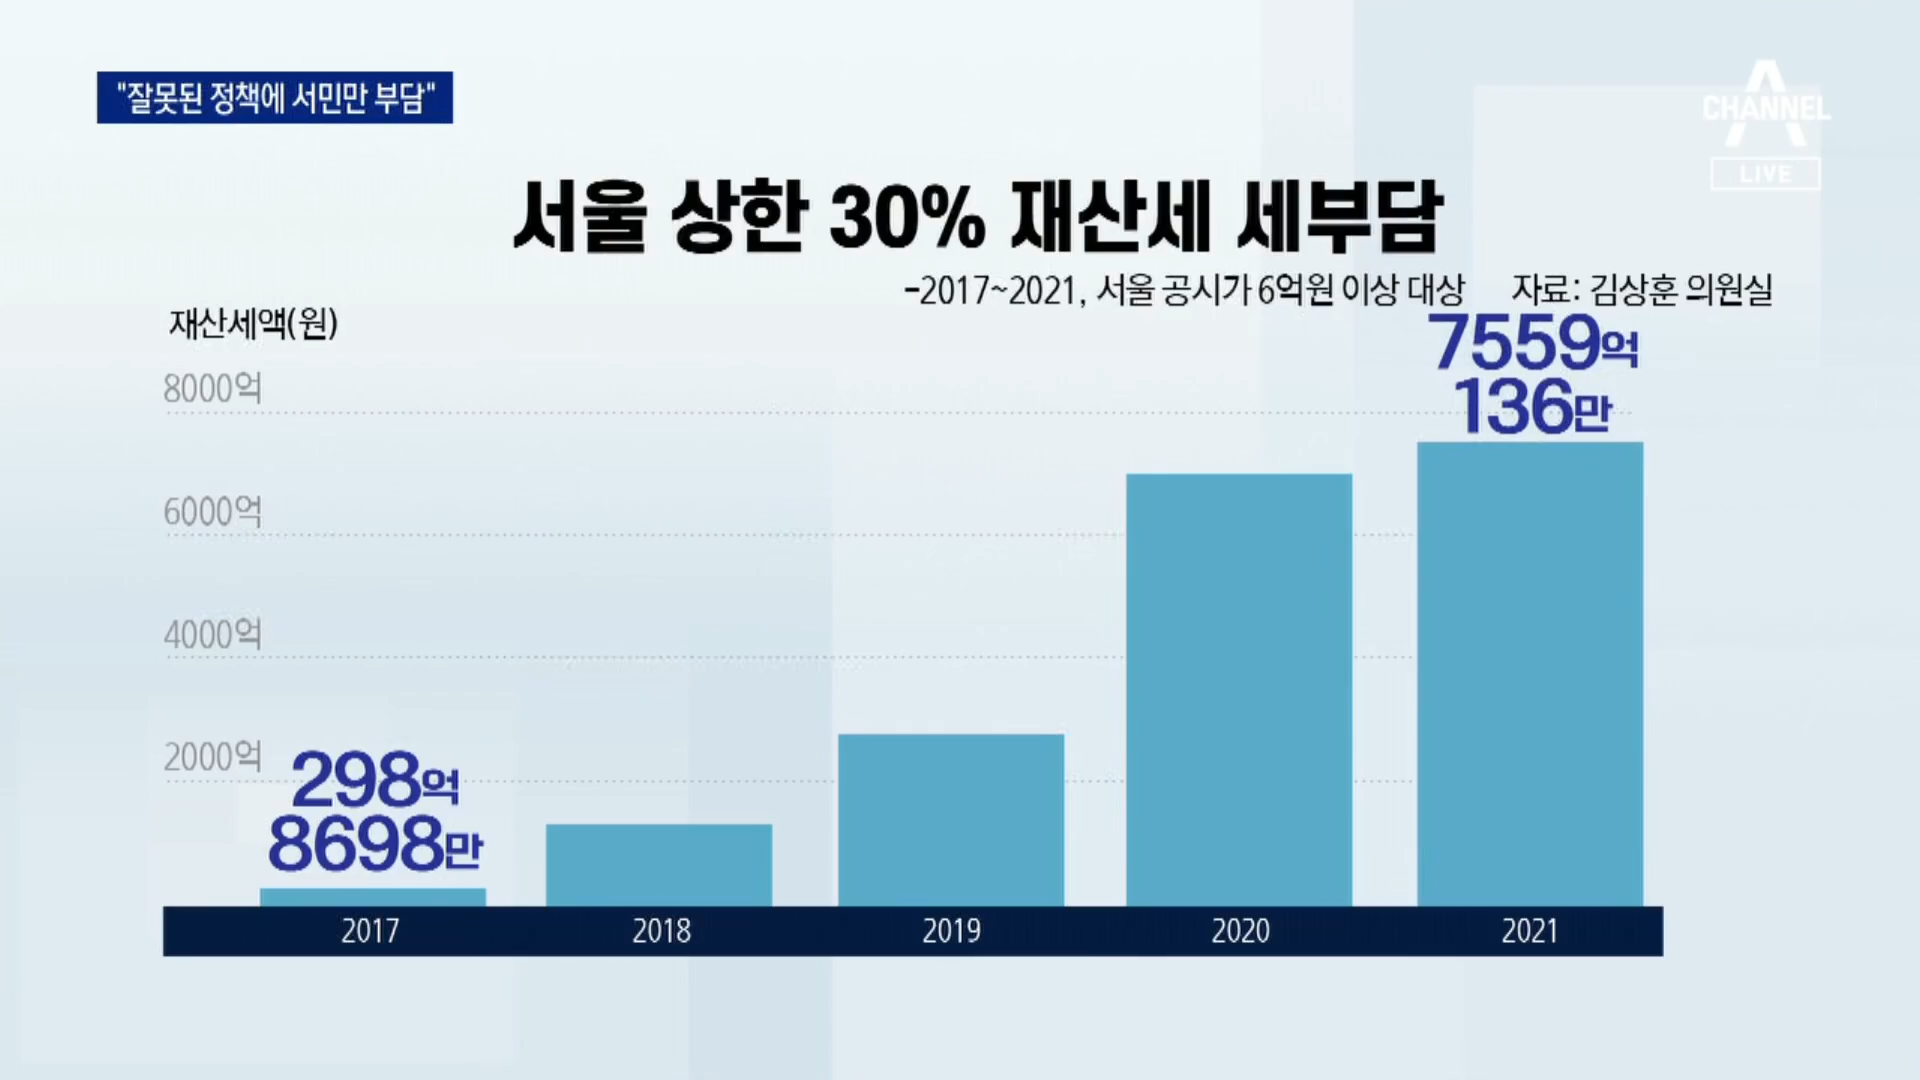 "잘못된 정책에 서민만 부담"
CHANNEL A
LIVE
서울 상한 30% 재산세 세부담
-2017~2021, 서울 공시가 6억원 이상 대상 자료: 김상훈 의원실
재산세액(원)
7559억
136만
8000억
6000억
4000억
2000억
298억
8698만
2017 2018 2019 2020 2021